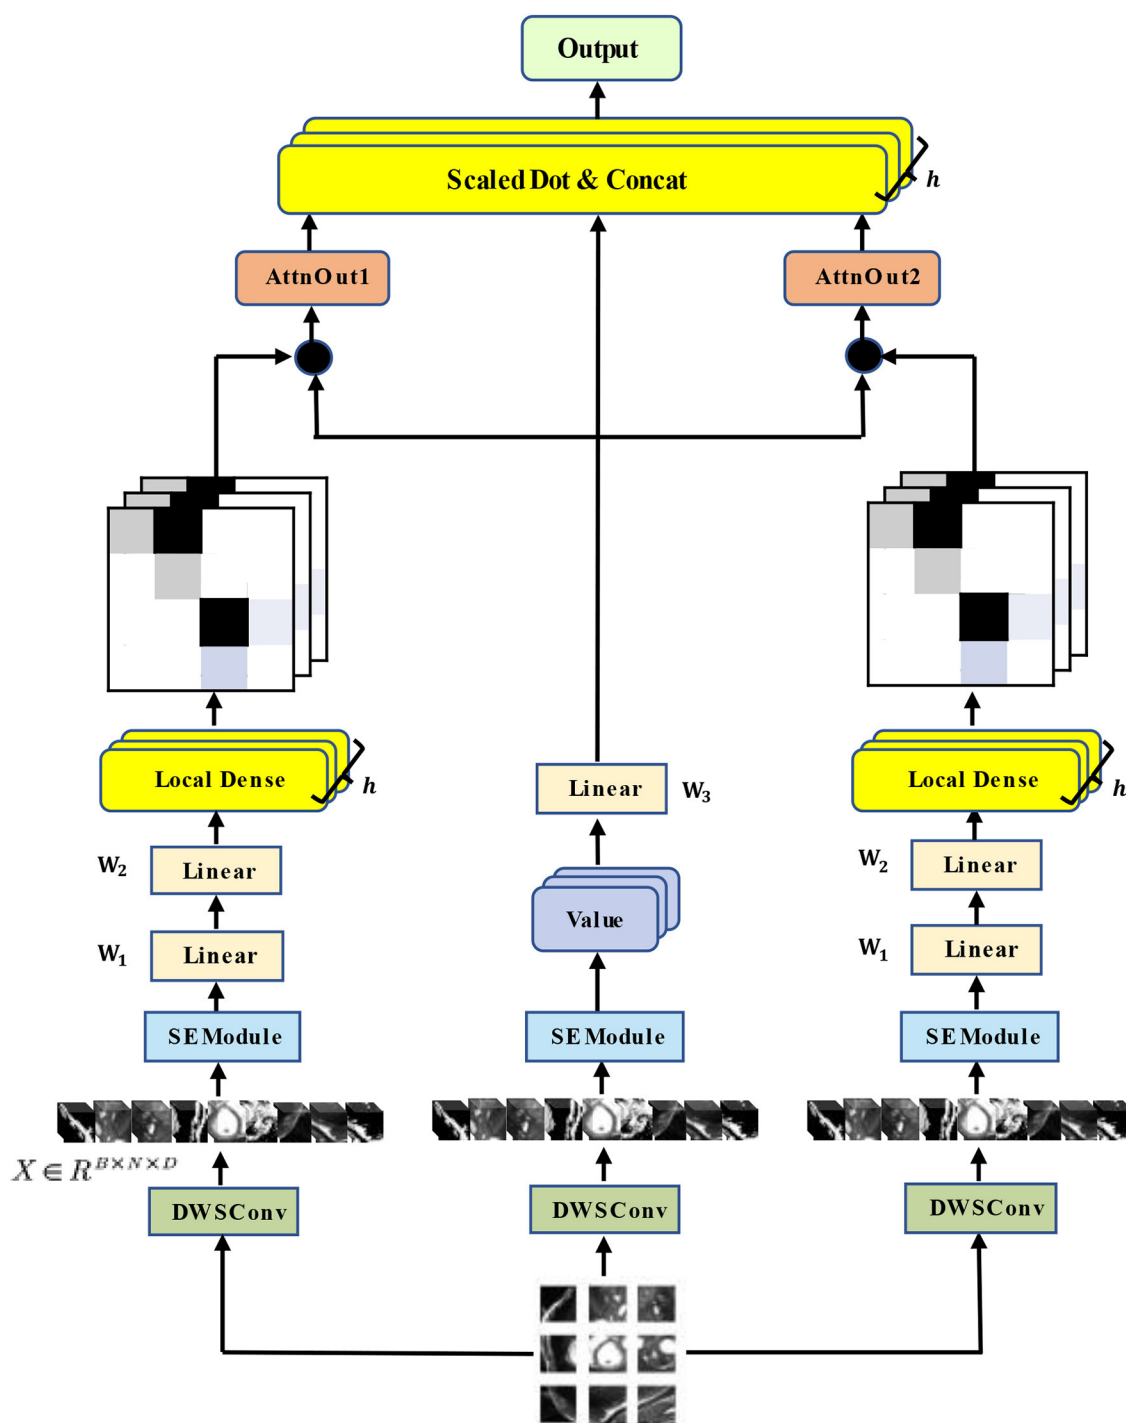 Output
Scaled Dot & Concat
h
AttnOut1
AttnOut2
Local Dense
h
Linear
W3
Local Dense
h
W2
Linear
W2
Linear
Value
W1
Linear
W1
Linear
SEModule
SEModule
SEModule
X ∈ R^{B×N×D}
DWSConv
DWSConv
DWSConv